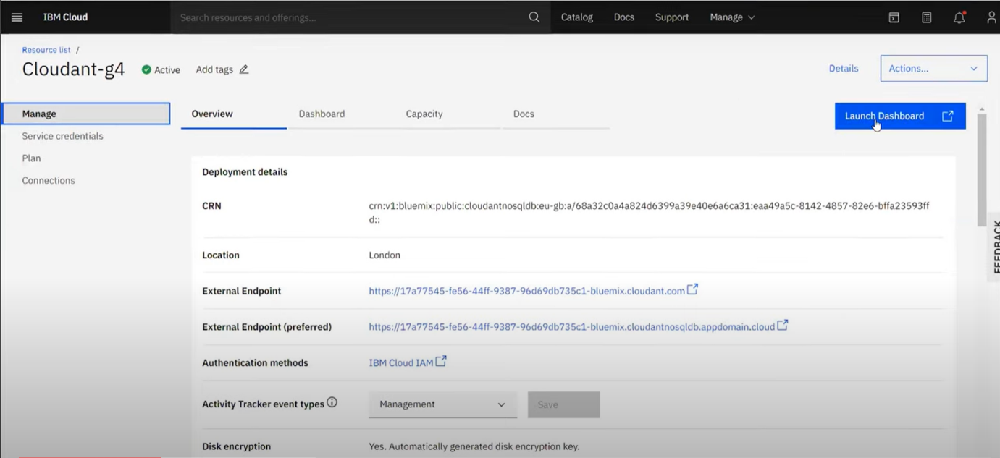 IBM Cloud
Search resources and offerings...
Catalog
Docs
Support
Manage
Resource list /
Cloudant-g4
Active
Add tags
Details
Actions...
Manage
Service credentials
Plan
Connections
Overview
Dashboard
Capacity
Docs
Launch Dashboard
Deployment details
CRN
crn:v1:bluemix:public:cloudantnosqldb:eu-gb:a/68a32c0a4a824d6399a39e40e6a6ca31:eaa49a5c-8142-4857-82e6-bffa23593ff
d::
Location
London
External Endpoint
https://17a77545-fe56-44ff-9387-96d69db735c1-bluemix.cloudant.com
External Endpoint (preferred)
https://17a77545-fe56-44ff-9387-96d69db735c1-bluemix.cloudantnosqldb.appdomain.cloud
Authentication methods
IBM Cloud IAM
Activity Tracker event types
Management
Save
Disk encryption
Yes. Automatically generated disk encryption key.
FEEDBACK